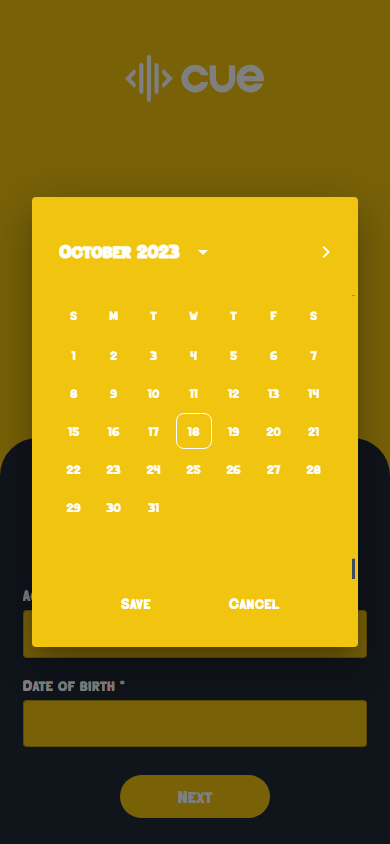 cue
October 2023
S M T W T F S
1 2 3 4 5 6 7
8 9 10 11 12 13 14
15 16 17 18 19 20 21
22 23 24 25 26 27 28
29 30 31
Save Cancel
Date of birth *
Next